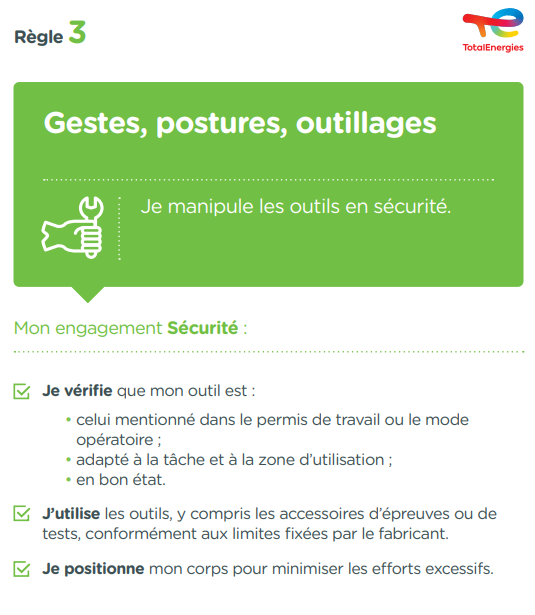 Règle 3
TotalEnergies
Gestes, postures, outillages
Je manipule les outils en sécurité.
Mon engagement Sécurité :
Je vérifie que mon outil est :
• celui mentionné dans le permis de travail ou le mode
opératoire ;
• adapté à la tâche et à la zone d'utilisation ;
• en bon état.
J'utilise les outils, y compris les accessoires d'épreuves ou de
tests, conformément aux limites fixées par le fabricant.
Je positionne mon corps pour minimiser les efforts excessifs.